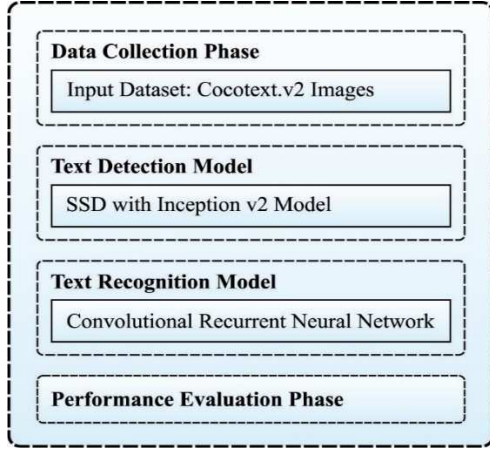 Data Collection Phase
Input Dataset: Cocotext.v2 Images
Text Detection Model
SSD with Inception v2 Model
Text Recognition Model
Convolutional Recurrent Neural Network
Performance Evaluation Phase